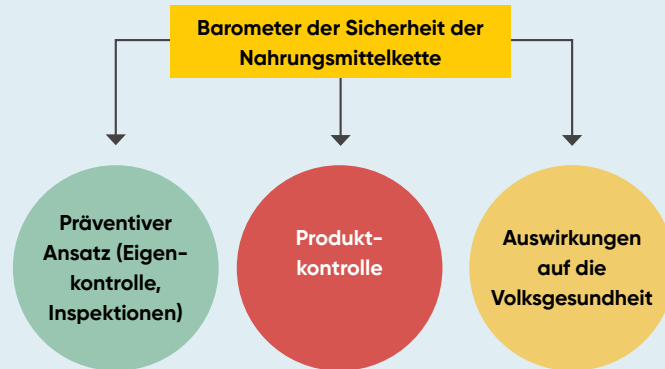 Barometer der Sicherheit der
Nahrungsmittelkette
Präventiver
Ansatz (Eigen-
kontrolle,
Inspektionen)
Produkt-
kontrolle
Auswirkungen
auf die
Volksgesundheit